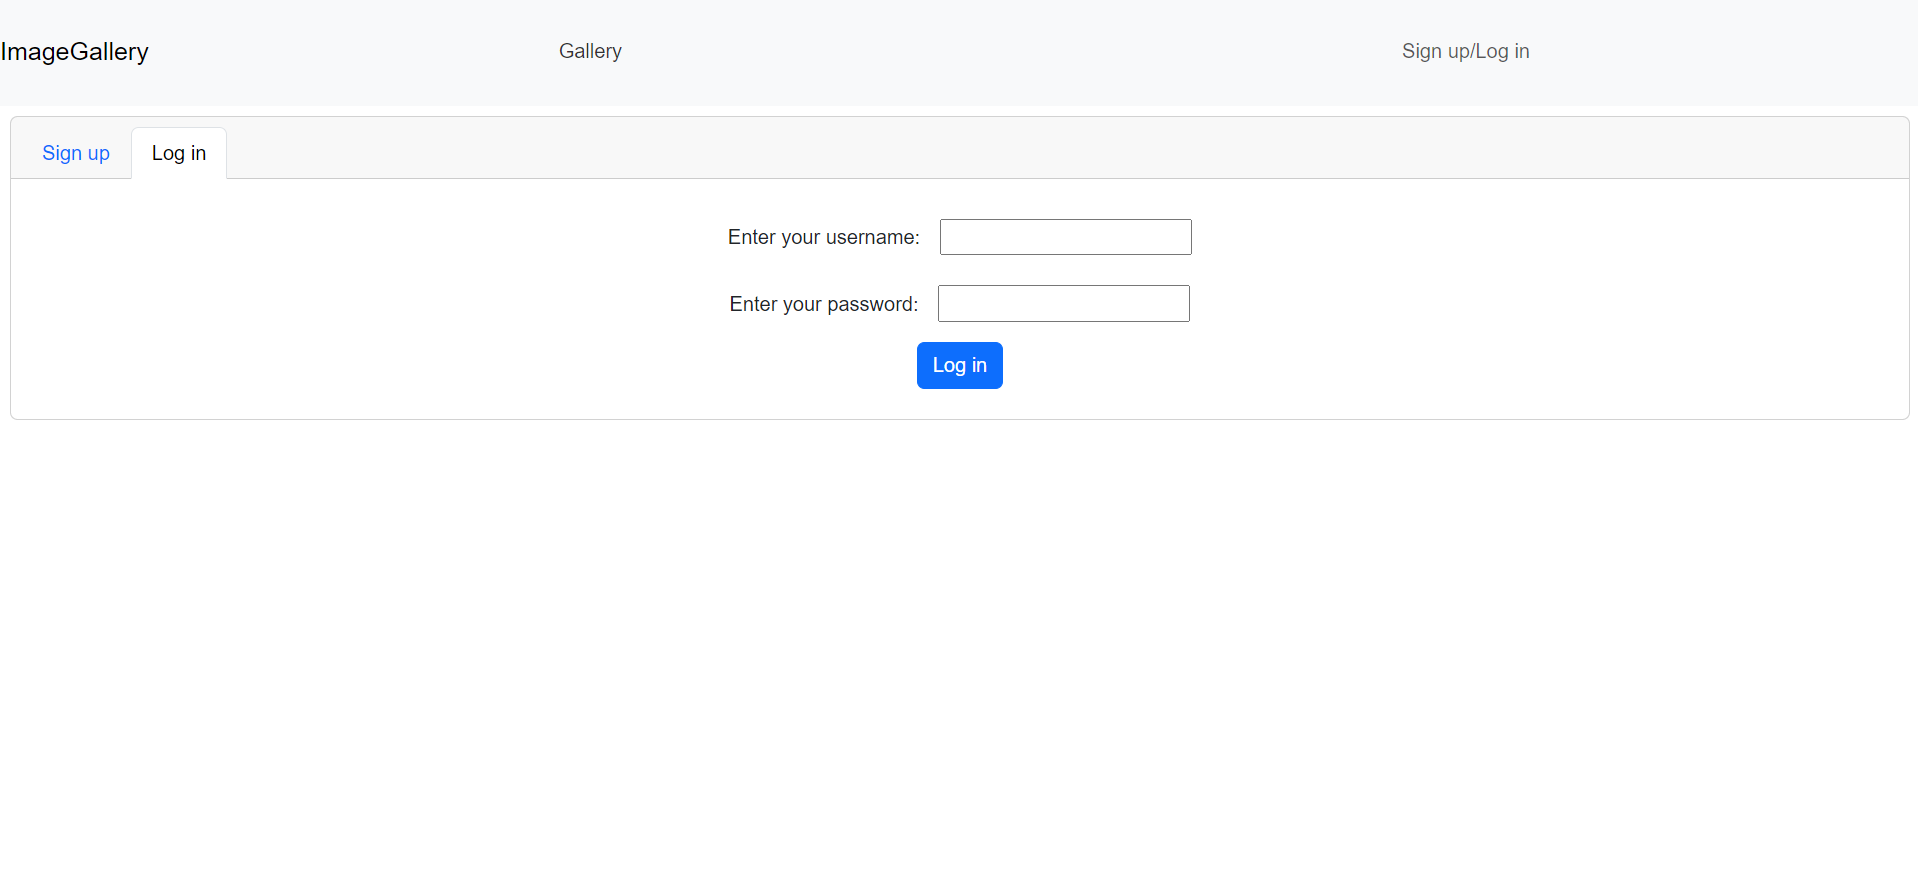 ImageGallery Gallery Sign up/Log in
Sign up Log in
Enter your username:
Enter your password:
Log in